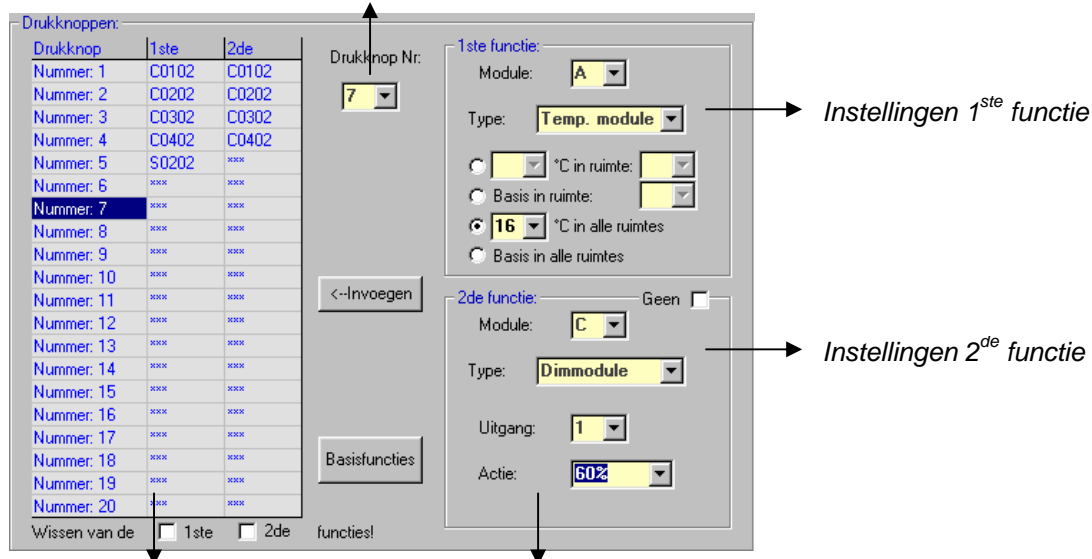 Drukknoppen:
Drukknop 1ste 2de
Nummer: 1 C0102 C0102
Nummer: 2 C0202 C0202
Nummer: 3 C0302 C0302
Nummer: 4 C0402 C0402
Nummer: 5 S0202 ***
Nummer: 6 *** ***
Nummer: 7 *** ***
Nummer: 8 *** ***
Nummer: 9 *** ***
Nummer: 10 *** ***
Nummer: 11 *** ***
Nummer: 12 *** ***
Nummer: 13 *** ***
Nummer: 14 *** ***
Nummer: 15 *** ***
Nummer: 16 *** ***
Nummer: 17 *** ***
Nummer: 18 *** ***
Nummer: 19 *** ***
Nummer: 20 *** ***
Wissen van de 1ste 2de functies!
Drukknop Nr:
7
<--Invoegen
Basisfuncties
1ste functie:
Module: A
Type: Temp. module
°C in ruimte:
Basis in ruimte:
16 °C in alle ruimtes
Basis in alle ruimtes
2de functie: Geen
Module: C
Type: Dimmodule
Uitgang: 1
Actie: 60%
Instellingen 1ste functie
Instellingen 2de functie